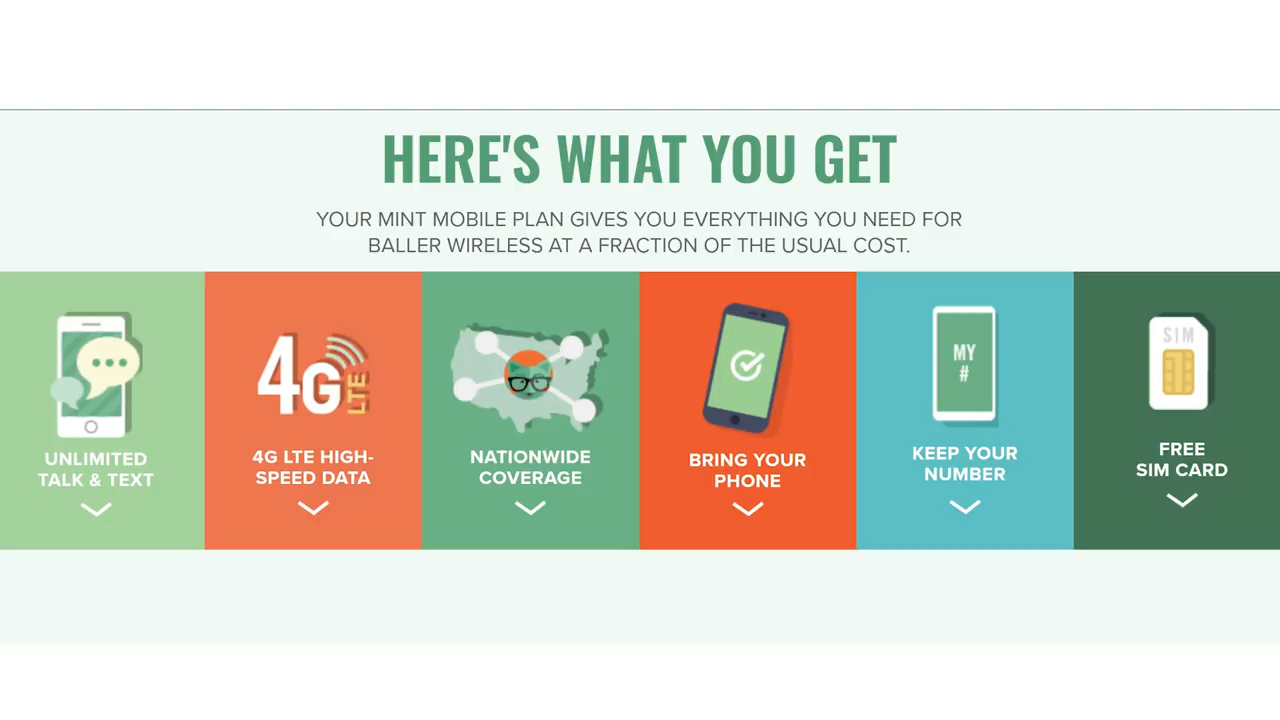 HERE'S WHAT YOU GET
YOUR MINT MOBILE PLAN GIVES YOU EVERYTHING YOU NEED FOR
BALLER WIRELESS AT A FRACTION OF THE USUAL COST.
UNLIMITED
TALK & TEXT
4G LTE
4G LTE HIGH-
SPEED DATA
NATIONWIDE
COVERAGE
BRING YOUR
PHONE
MY
#
KEEP YOUR
NUMBER
SIM
FREE
SIM CARD